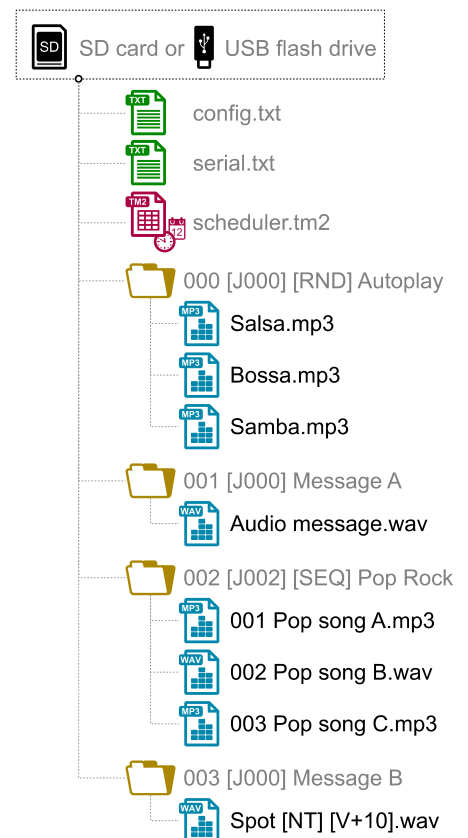 SD SD card or USB flash drive
TXT config.txt
TXT serial.txt
TM2 12 scheduler.tm2
000 [J000] [RND] Autoplay
MP3 Salsa.mp3
MP3 Bossa.mp3
MP3 Samba.mp3
001 [J000] Message A
WAV Audio message.wav
002 [J002] [SEQ] Pop Rock
MP3 001 Pop song A.mp3
WAV 002 Pop song B.wav
MP3 003 Pop song C.mp3
003 [J000] Message B
WAV Spot [NT] [V+10].wav